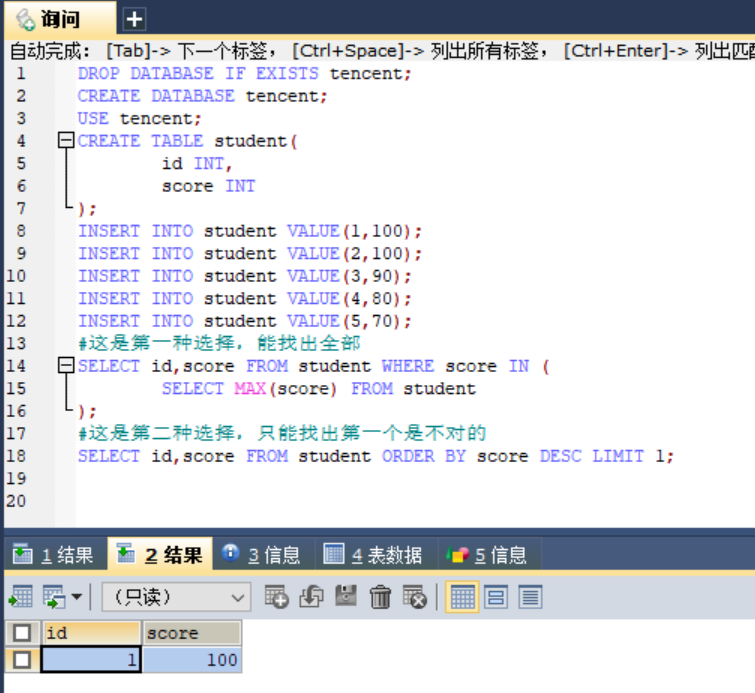 询问
自动完成： [Tab]-> 下一个标签， [Ctrl+Space]-> 列出所有标签， [Ctrl+Enter]-> 列出匹配
1 DROP DATABASE IF EXISTS tencent;
2 CREATE DATABASE tencent;
3 USE tencent;
4 CREATE TABLE student(
5 id INT,
6 score INT
7 );
8 INSERT INTO student VALUE(1,100);
9 INSERT INTO student VALUE(2,100);
10 INSERT INTO student VALUE(3,90);
11 INSERT INTO student VALUE(4,80);
12 INSERT INTO student VALUE(5,70);
13 #这是第一种选择，能找出全部
14 SELECT id,score FROM student WHERE score IN (
15 SELECT MAX(score) FROM student
16 );
17 #这是第二种选择，只能找出第一个是不对的
18 SELECT id,score FROM student ORDER BY score DESC LIMIT 1;
19
20
1 结果 2 结果 3 信息 4 表数据 5 信息
（只读）
id score
1 100